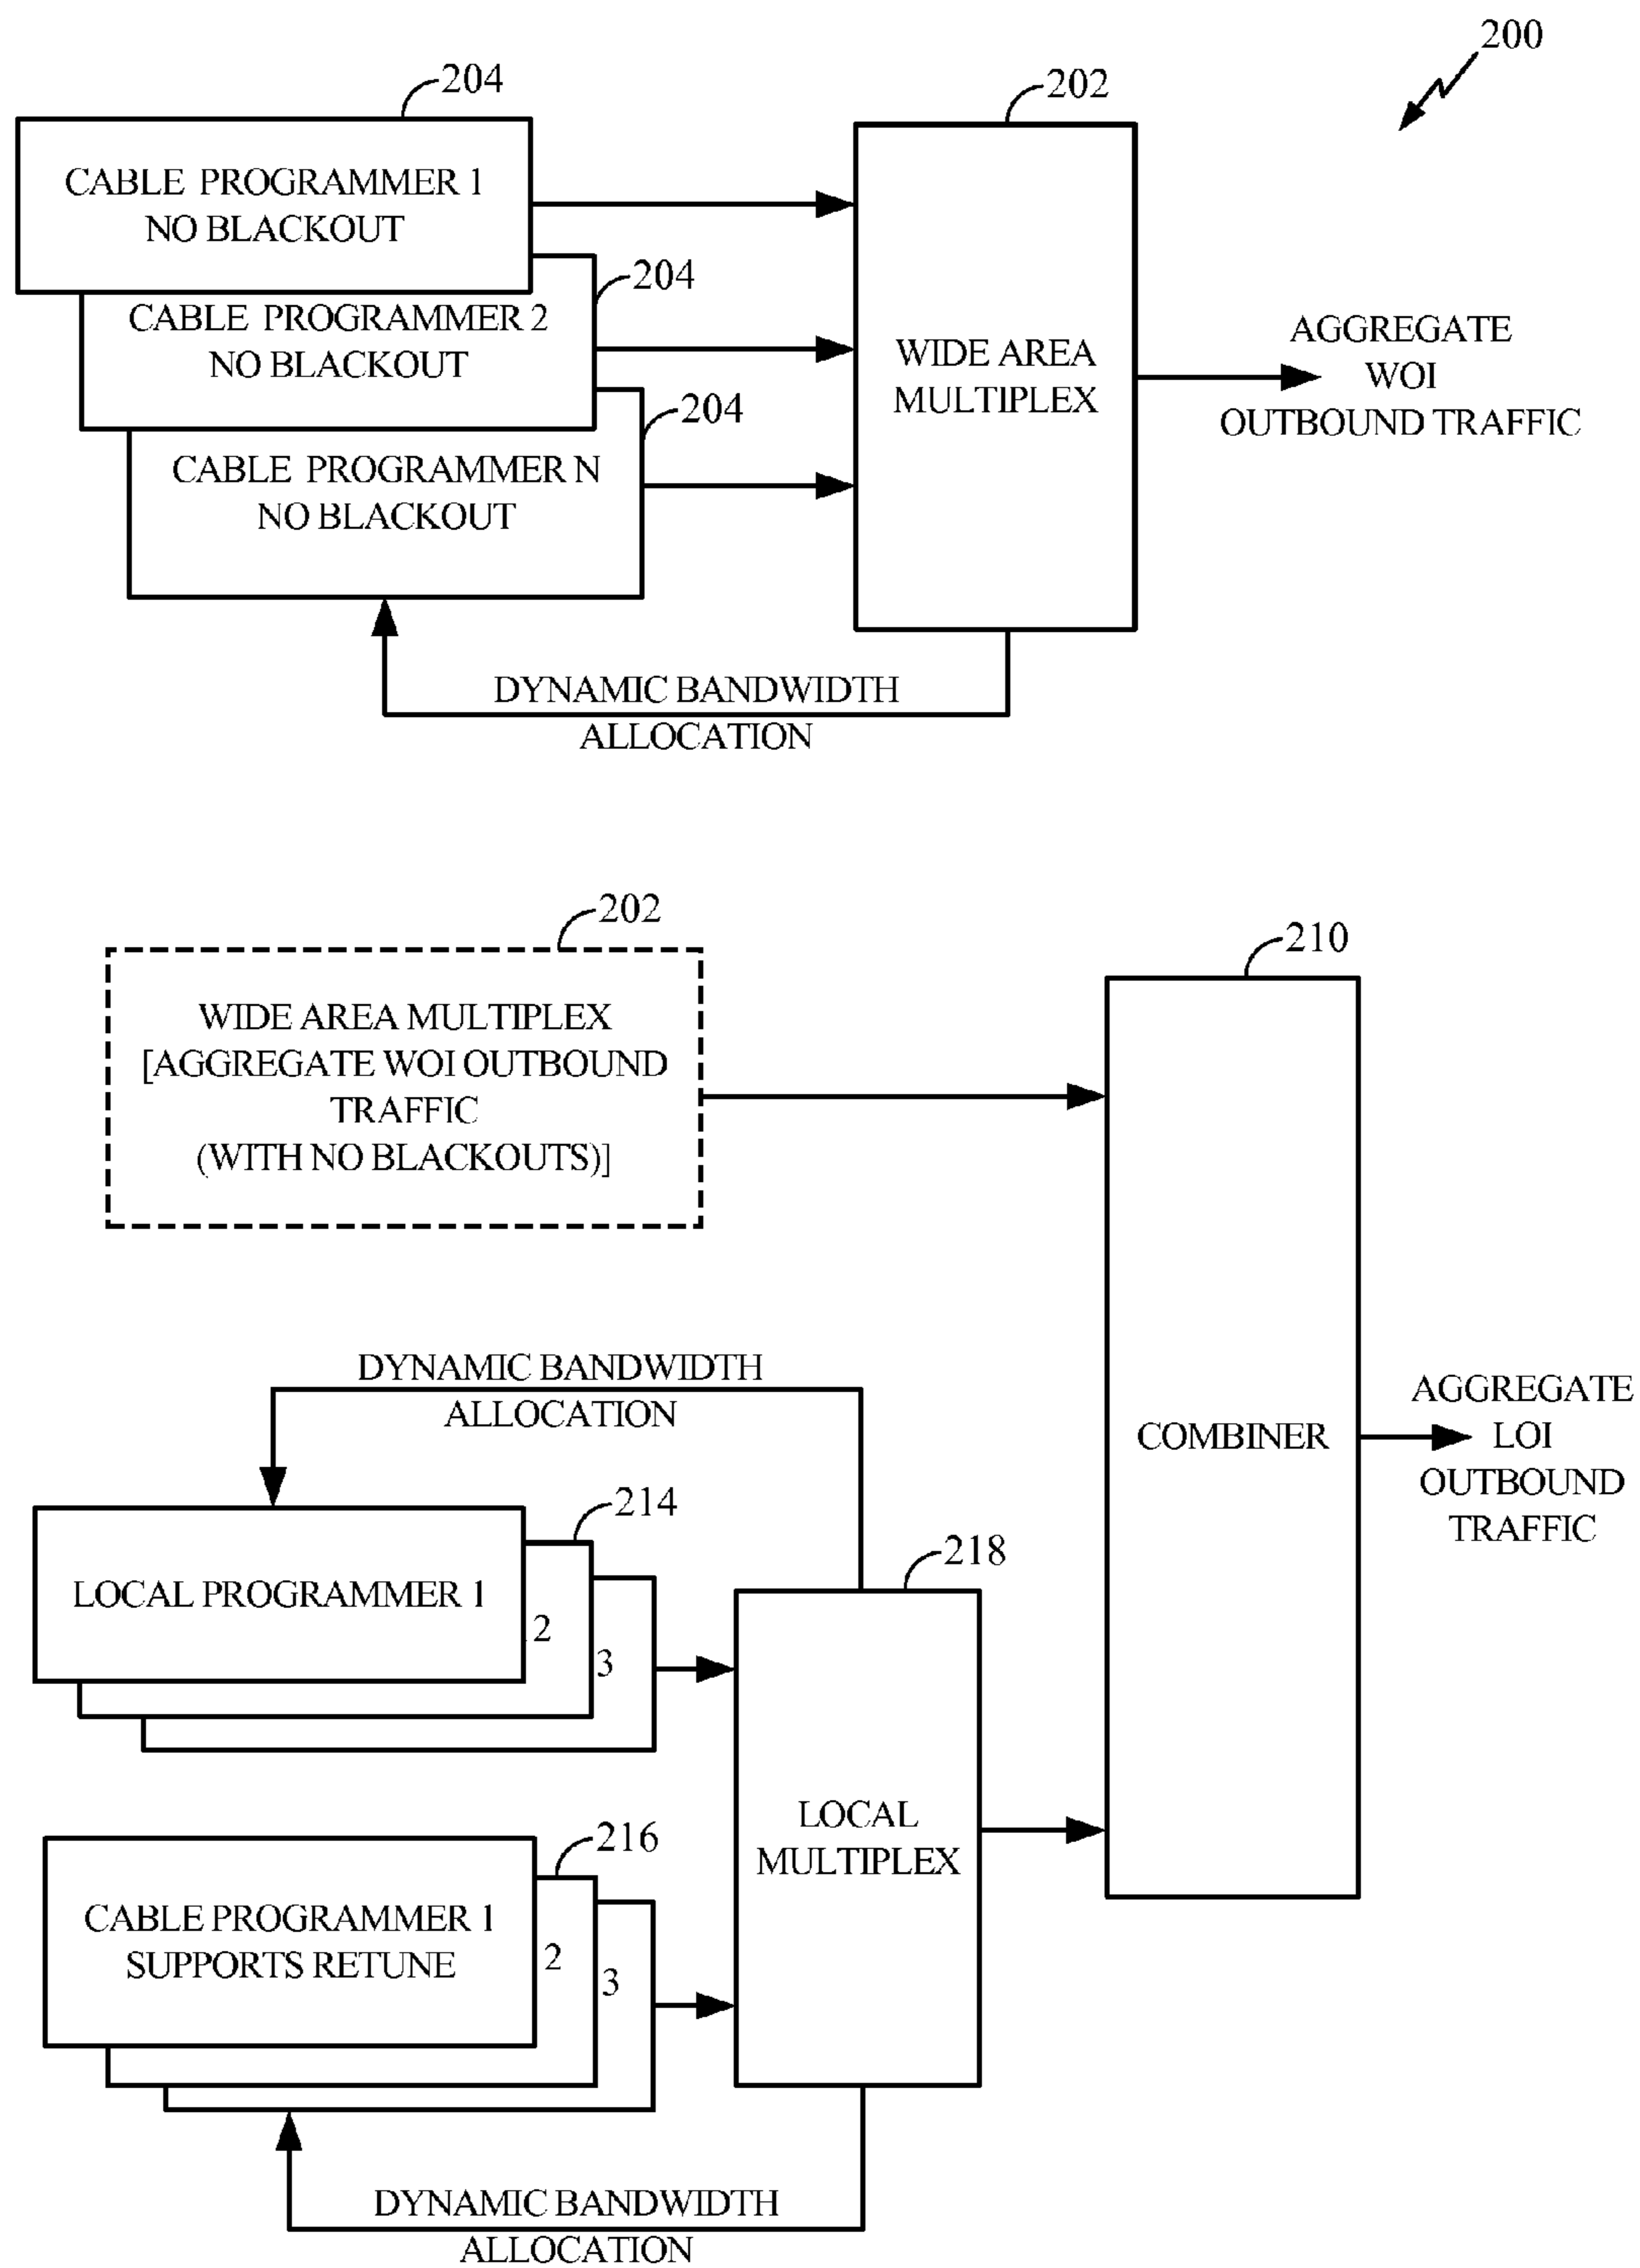 200
204
202
CABLE PROGRAMMER 1
NO BLACKOUT
204
CABLE PROGRAMMER 2
NO BLACKOUT
204
CABLE PROGRAMMER N
NO BLACKOUT
WIDE AREA
MULTIPLEX
AGGREGATE
WOI
OUTBOUND TRAFFIC
DYNAMIC BANDWIDTH
ALLOCATION
202
WIDE AREA MULTIPLEX
[AGGREGATE WOI OUTBOUND
TRAFFIC
(WITH NO BLACKOUTS)]
210
COMBINER
AGGREGATE
LOI
OUTBOUND
TRAFFIC
DYNAMIC BANDWIDTH
ALLOCATION
214
LOCAL PROGRAMMER 1
2
3
218
LOCAL
MULTIPLEX
216
CABLE PROGRAMMER 1
SUPPORTS RETUNE
2
3
DYNAMIC BANDWIDTH
ALLOCATION